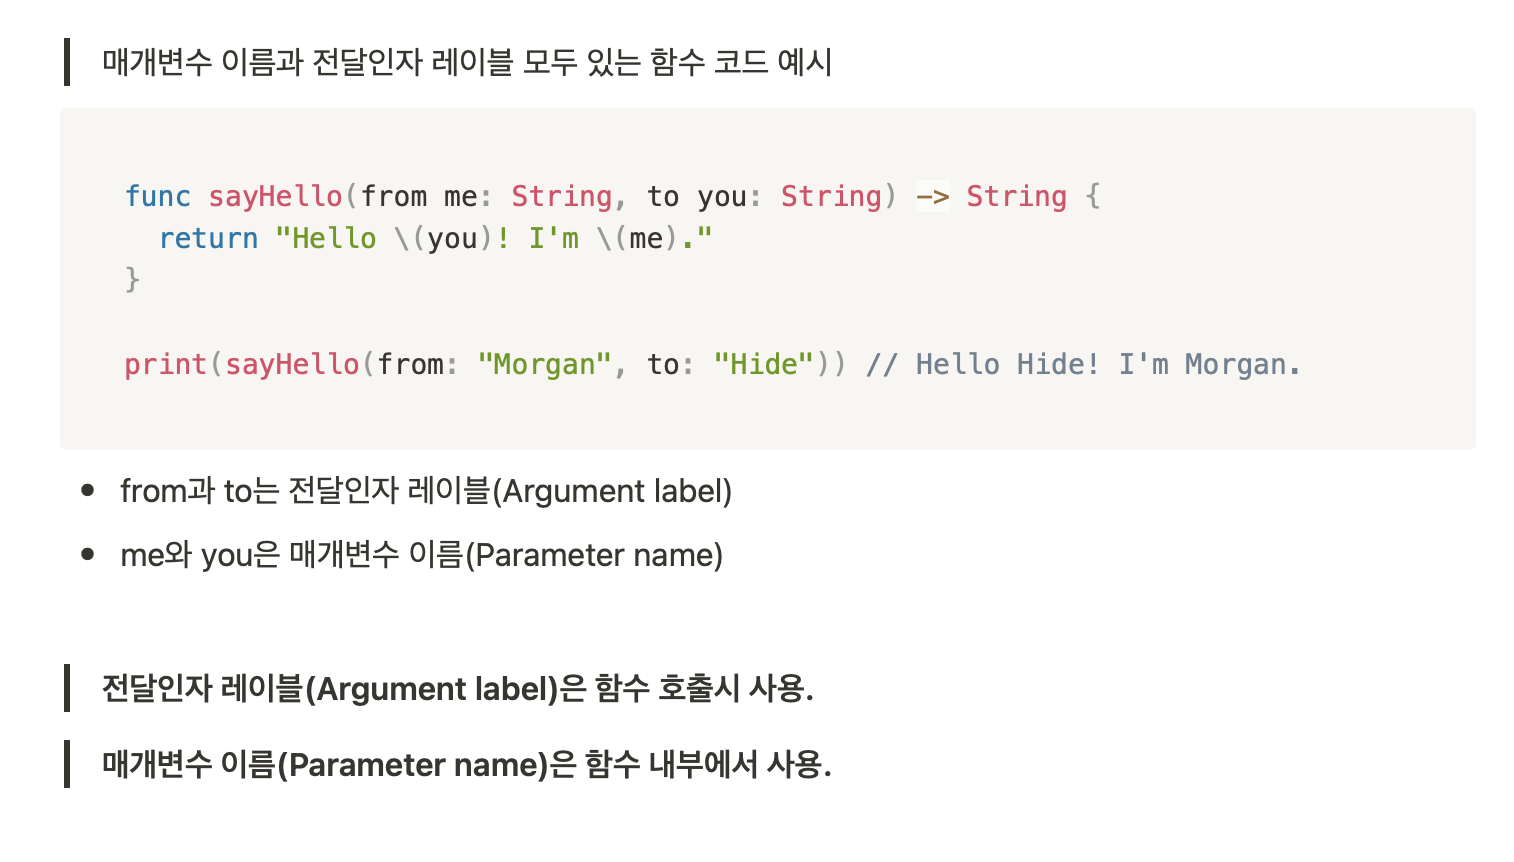 매개변수 이름과 전달인자 레이블 모두 있는 함수 코드 예시
func sayHello(from me: String, to you: String) -> String {
  return "Hello \(you)! I'm \(me)."
}
print(sayHello(from: "Morgan", to: "Hide")) // Hello Hide! I'm Morgan.
• from과 to는 전달인자 레이블(Argument label)
• me와 you은 매개변수 이름(Parameter name)
전달인자 레이블(Argument label)은 함수 호출시 사용.
매개변수 이름(Parameter name)은 함수 내부에서 사용.